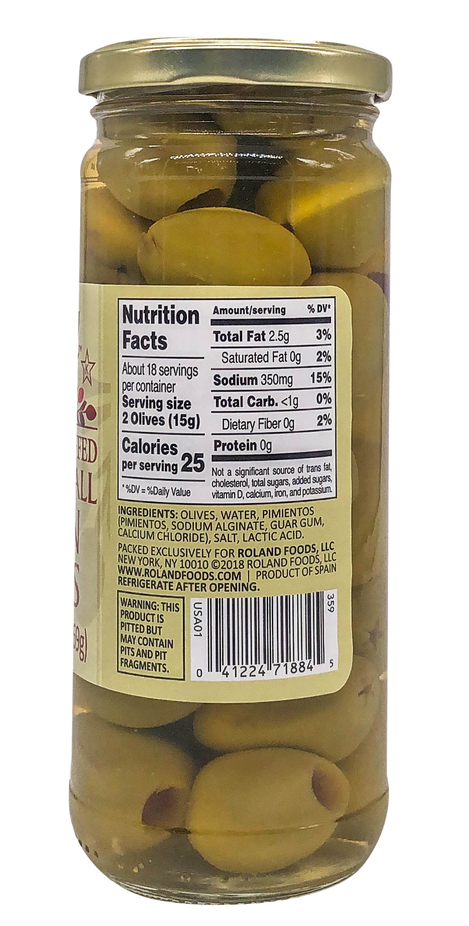 Nutrition
Facts
About 18 servings
per container
Serving size
2 Olives (15g)
Calories
per serving 25
* %DV = %Daily Value
Amount/serving % DV*
Total Fat 2.5g 3%
Saturated Fat 0g 2%
Sodium 350mg 15%
Total Carb. <1g 0%
Dietary Fiber 0g 2%
Protein 0g
Not a significant source of trans fat,
cholesterol, total sugars, added sugars,
vitamin D, calcium, iron, and potassium.
INGREDIENTS: OLIVES, WATER, PIMIENTOS
(PIMIENTOS, SODIUM ALGINATE, GUAR GUM,
CALCIUM CHLORIDE), SALT, LACTIC ACID.
PACKED EXCLUSIVELY FOR ROLAND FOODS, LLC
NEW YORK, NY 10010 ©2018 ROLAND FOODS, LLC
WWW.ROLANDFOODS.COM | PRODUCT OF SPAIN
REFRIGERATE AFTER OPENING.
WARNING: THIS
PRODUCT IS
PITTED BUT
MAY CONTAIN
PITS AND PIT
FRAGMENTS.
USA01
359
0 41224 71884 5